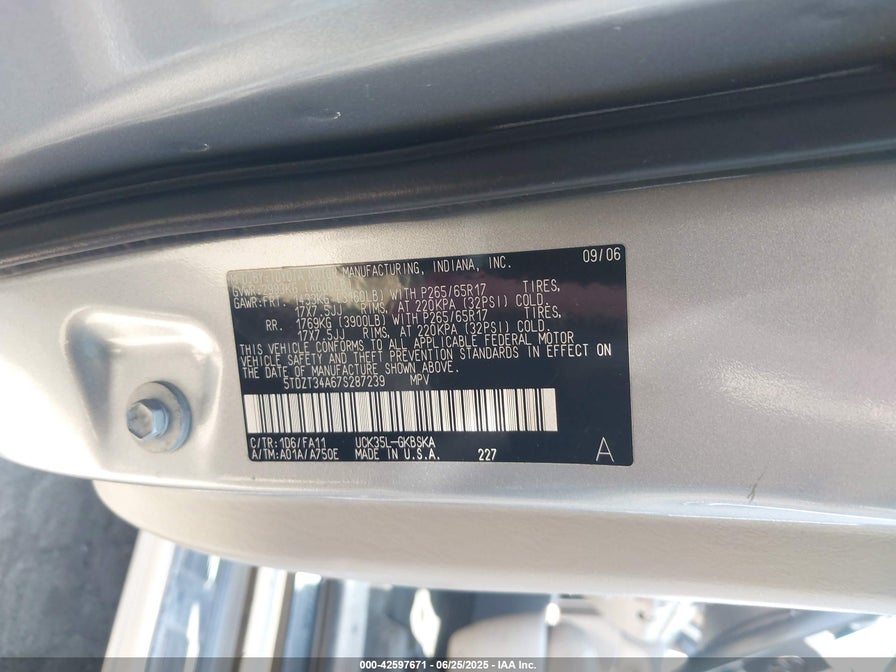 MANUFACTURING, INDIANA, INC. 09/06
GVWR
GAWR:FRT. WITH P265/65R17 TIRES,
17X7.5JJ RIMS, AT 220KPA (32PSI) COLD.
RR. 1769KG (3900LB) WITH P265/65R17 TIRES,
17X7.5JJ RIMS, AT 220KPA (32PSI) COLD.
THIS VEHICLE CONFORMS TO ALL APPLICABLE FEDERAL MOTOR
VEHICLE SAFETY AND THEFT PREVENTION STANDARDS IN EFFECT ON
THE DATE OF MANUFACTURE SHOWN ABOVE.
5TDZT34A67S287239 MPV
C/TR: 1D6/FA11 UCK35L-GKBSKA
A/TM: A01A/A750E MADE IN U.S.A. 227 A
000-42597671 - 06/25/2025 - IAA Inc.